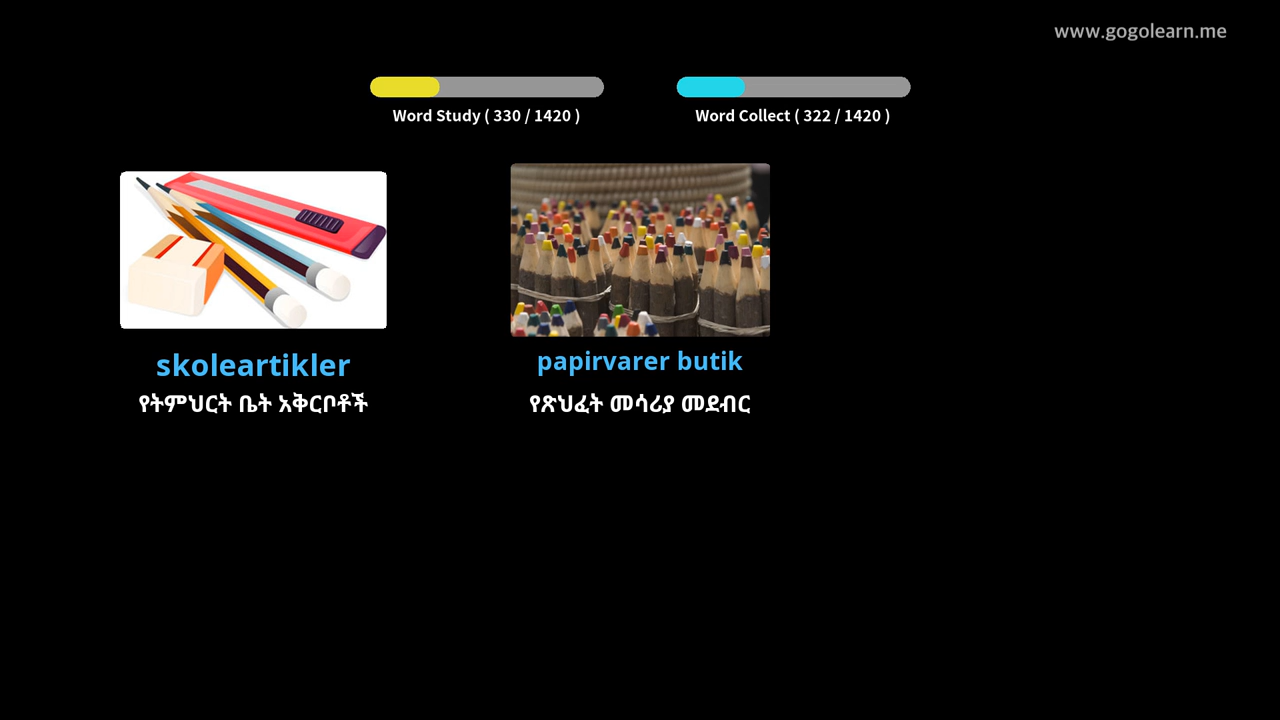 www.gogolearn.me
Word Study ( 330 / 1420 )
Word Collect ( 322 / 1420 )
skoleartikler
የትምህርት ቤት አቅርቦቶች
papirvarer butik
የጽህፈት መሳሪያ መደብር